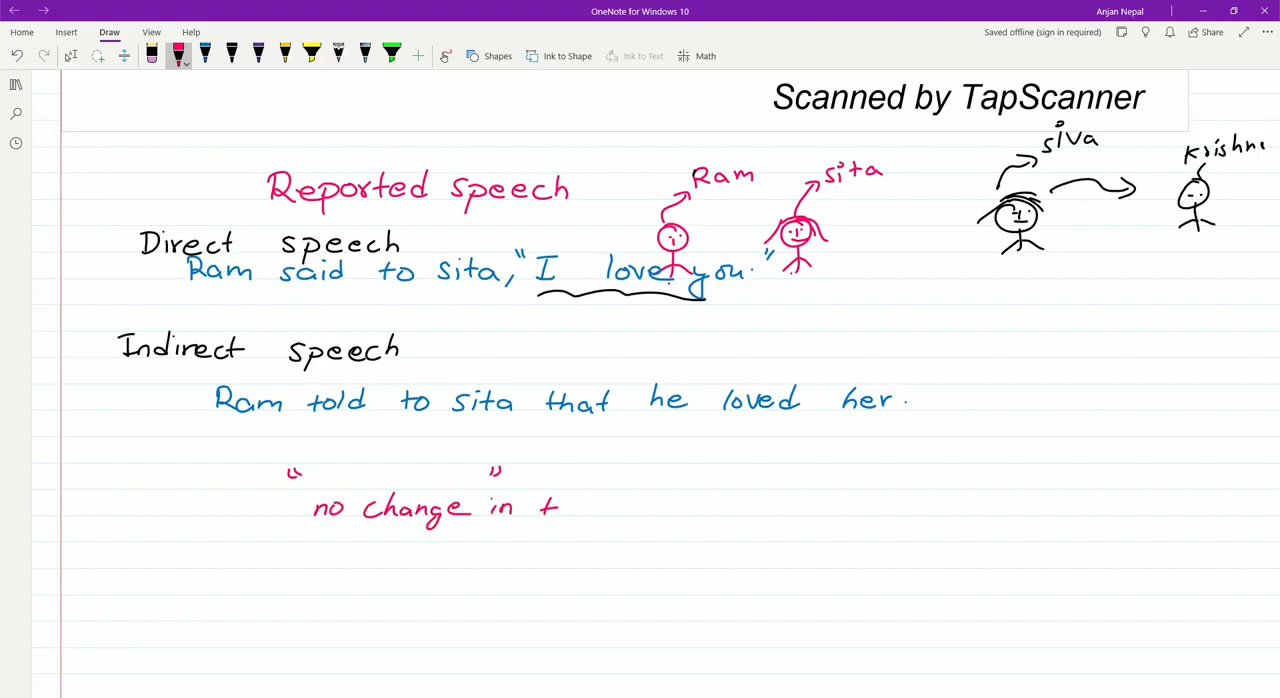 OneNote for Windows 10
Anjan Nepal
Home Insert Draw View Help
Saved offline (sign in required)
Share
Shapes
Ink to Shape
Ink to Text
Math
Scanned by TapScanner
siva
Krishn
Reported speech
Ram
sita
Direct speech
Ram said to sita, "I love you."
Indirect speech
Ram told to sita that he loved her.
" "
no change in t